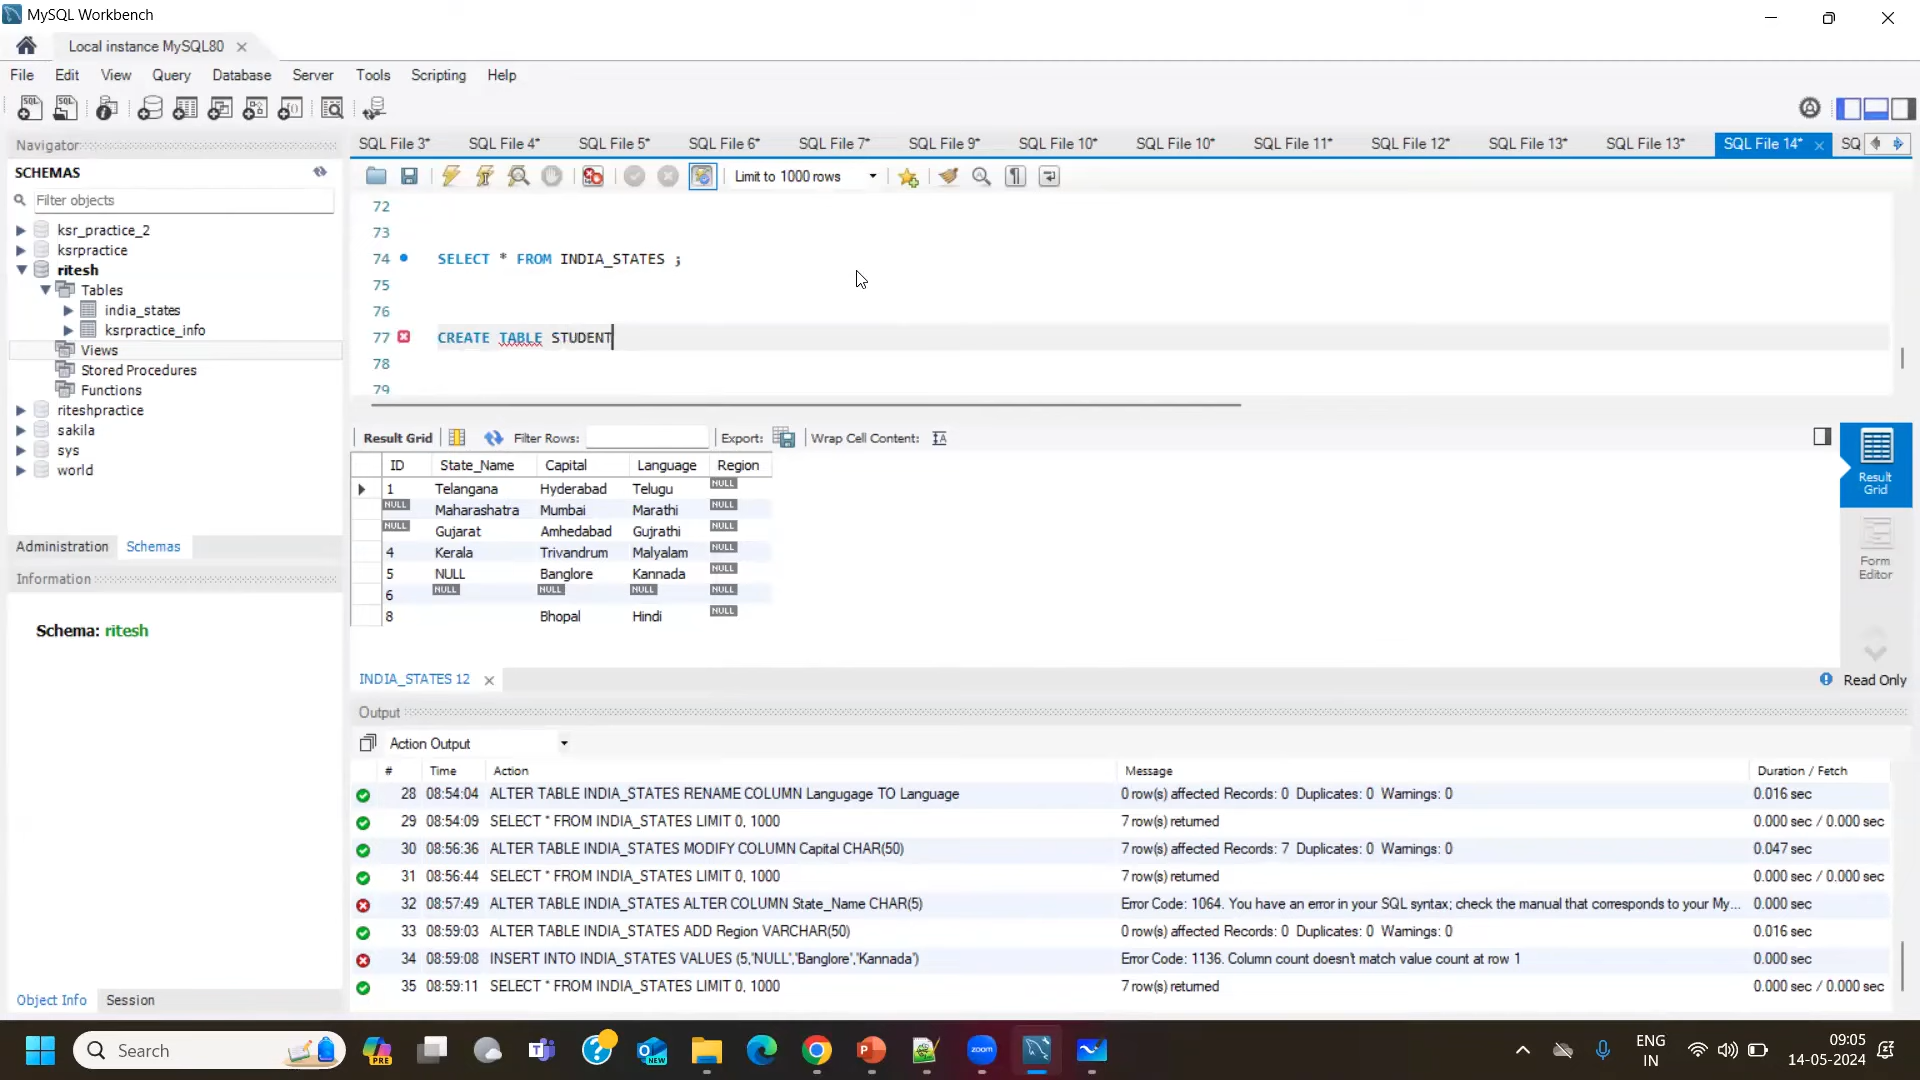 MySQL Workbench
Local instance MySQL80
File Edit View Query Database Server Tools Scripting Help
Navigator
SCHEMAS
Filter objects
ksr_practice_2
ksrpractice
ritesh
Tables
india_states
ksrpractice_info
Views
Stored Procedures
Functions
riteshpractice
sakila
sys
world
Administration Schemas
Information
Schema: ritesh
Object Info Session
SQL File 3* SQL File 4* SQL File 5* SQL File 6* SQL File 7* SQL File 9* SQL File 10* SQL File 10* SQL File 11* SQL File 12* SQL File 13* SQL File 13* SQL File 14* SQ
Limit to 1000 rows
72
73
74 SELECT * FROM INDIA_STATES ;
75
76
77 CREATE TABLE STUDENT
78
79
Result Grid Filter Rows: Export: Wrap Cell Content: IA
ID State_Name Capital Language Region
1 Telangana Hyderabad Telugu NULL
NULL Maharashatra Mumbai Marathi NULL
NULL Gujarat Amhedabad Gujrathi NULL
4 Kerala Trivandrum Malyalam NULL
5 NULL Banglore Kannada NULL
6 NULL NULL NULL NULL
8 Bhopal Hindi NULL
Result Grid
Form Editor
INDIA_STATES 12
Read Only
Output
Action Output
# Time Action Message Duration / Fetch
28 08:54:04 ALTER TABLE INDIA_STATES RENAME COLUMN Langugage TO Language 0 row(s) affected Records: 0 Duplicates: 0 Warnings: 0 0.016 sec
29 08:54:09 SELECT * FROM INDIA_STATES LIMIT 0, 1000 7 row(s) returned 0.000 sec / 0.000 sec
30 08:56:36 ALTER TABLE INDIA_STATES MODIFY COLUMN Capital CHAR(50) 7 row(s) affected Records: 7 Duplicates: 0 Warnings: 0 0.047 sec
31 08:56:44 SELECT * FROM INDIA_STATES LIMIT 0, 1000 7 row(s) returned 0.000 sec / 0.000 sec
32 08:57:49 ALTER TABLE INDIA_STATES ALTER COLUMN State_Name CHAR(5) Error Code: 1064. You have an error in your SQL syntax; check the manual that corresponds to your My... 0.000 sec
33 08:59:03 ALTER TABLE INDIA_STATES ADD Region VARCHAR(50) 0 row(s) affected Records: 0 Duplicates: 0 Warnings: 0 0.016 sec
34 08:59:08 INSERT INTO INDIA_STATES VALUES (5,'NULL','Banglore','Kannada') Error Code: 1136. Column count doesn't match value count at row 1 0.000 sec
35 08:59:11 SELECT * FROM INDIA_STATES LIMIT 0, 1000 7 row(s) returned 0.000 sec / 0.000 sec
Search
PRE
NEW
zoom
ENG
IN
09:05
14-05-2024